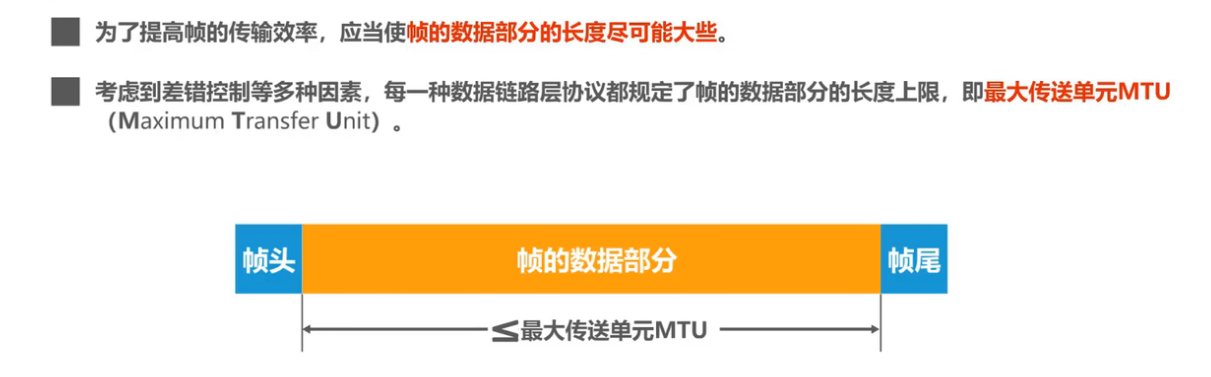 为了提高帧的传输效率，应当使帧的数据部分的长度尽可能大些。
考虑到差错控制等多种因素，每一种数据链路层协议都规定了帧的数据部分的长度上限，即最大传送单元MTU
（Maximum Transfer Unit）。
帧头
帧的数据部分
帧尾
≤最大传送单元MTU